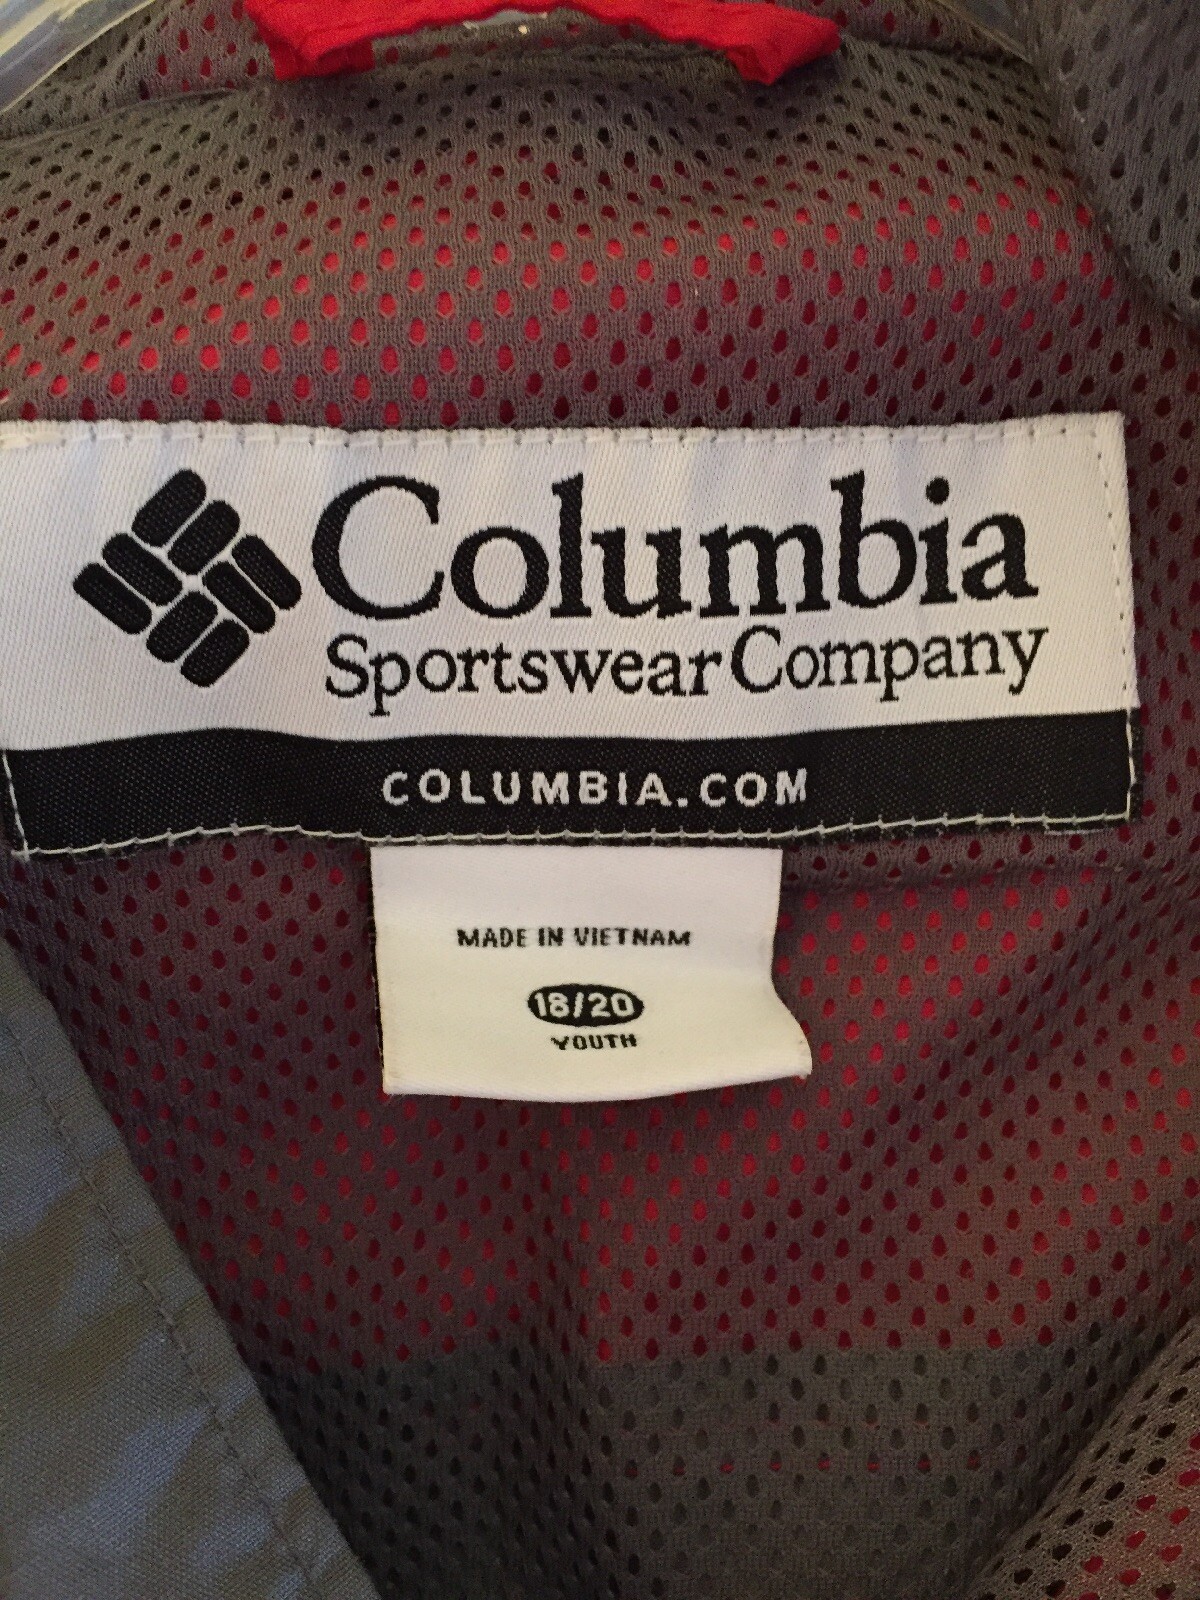 Columbia
Sportswear Company
COLUMBIA.COM
MADE IN VIETNAM
18/20
YOUTH